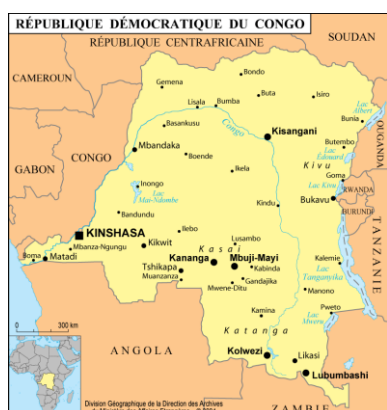 RÉPUBLIQUE DÉMOCRATIQUE DU CONGO
RÉPUBLIQUE CENTRAFRICAINE
SOUDAN
CAMEROUN
Bondo
Gemena
Buta
Isiro
Lisala
Bumba
Lac
Albert
Bunia
Basankusu
Congo
Kisangani
OUGANDA
GABON
CONGO
Mbandaka
Boende
Butembo
Lac
Édouard
Kivu
Ikela
Goma
Inongo
Lac
Mai-Ndombe
Lac Kivu
RWANDA
Bukavu
BURUNDI
Bandundu
Kindu
TANZANIE
KINSHASA
Ilebo
Lusambo
Mbanza-Ngungu
Kikwit
Kasai
Boma
Matadi
Kananga
Mbuji-Mayi
Kabinda
Kalemie
Lac
Tanganyika
Tshikapa
Muanzanza
Gandajika
Mwene-Ditu
Manono
Kamina
Pweto
Lac
Mweru
0 300 km
Katanga
ANGOLA
Kolwezi
Likasi
Lubumbashi
Division Géographique de la Direction des Archives
ZAMBIE